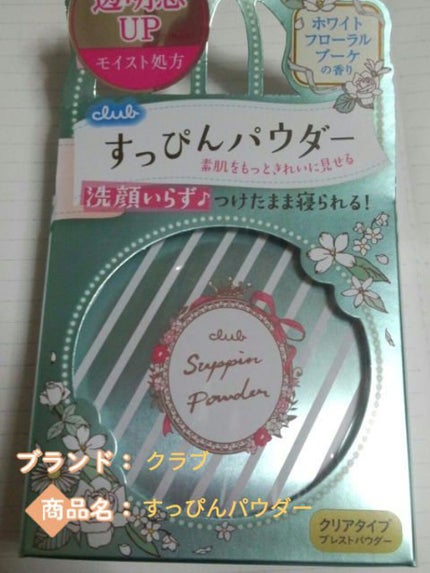 透明感
UP
モイスト処方
ホワイト
フローラル
ブーケ
の香り
club
すっぴんパウダー
素肌をもっときれいに見せる
洗顔いらず♪つけたまま寝られる!
club
Suppin
Powder
ブランド: クラブ
商品名: すっぴんパウダー
クリアタイプ
プレストパウダー